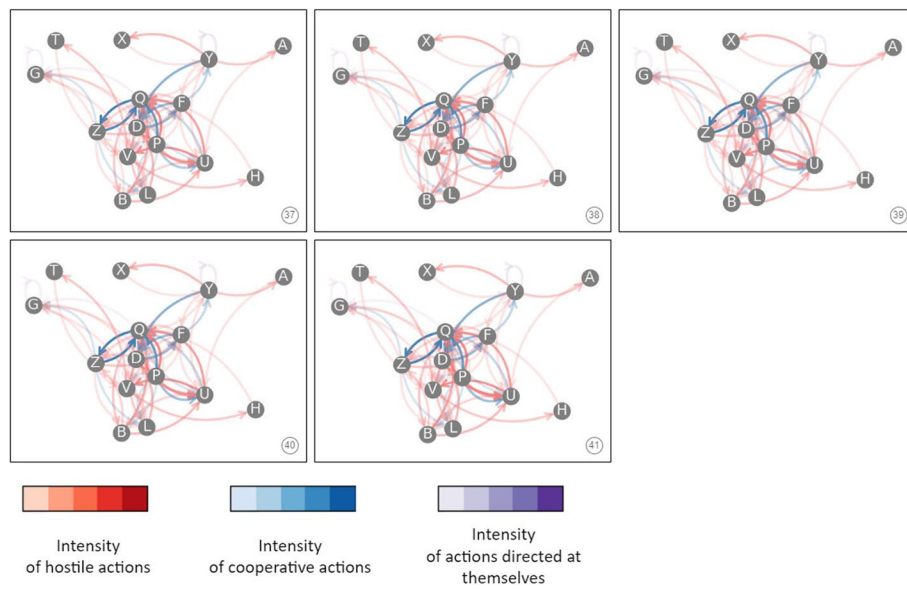 T X A
G Y
Q F
Z D
P
V U
H
B L
37
T X A
G Y
Q F
Z D
P
V U
H
B L
38
T X A
G Y
Q F
Z D
P
V U
H
B L
39
T X A
G Y
Q F
Z D
P
V U
H
B L
40
T X A
G Y
Q F
Z D
P
V U
H
B L
41
Intensity
of hostile actions
Intensity
of cooperative actions
Intensity
of actions directed at
themselves